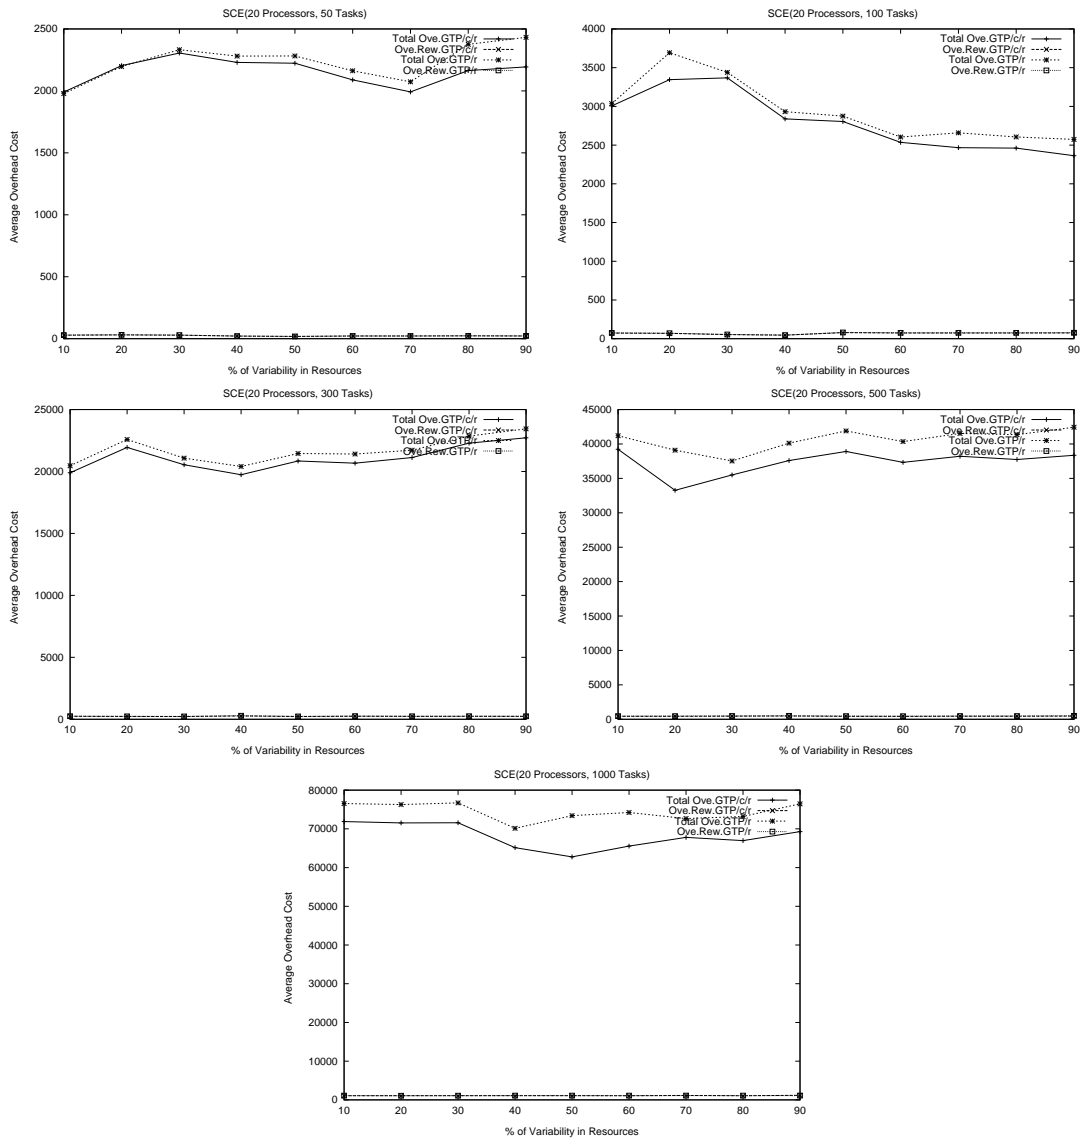 SCE(20 Processors, 50 Tasks)
2500
2000
1500
1000
500
0
Average Overhead Cost
Total Ove.GTP/c/r
Ove.Rew.GTP/c/r
Total Ove.GTP/r
Ove.Rew.GTP/r
10 20 30 40 50 60 70 80 90
% of Variability in Resources
SCE(20 Processors, 100 Tasks)
4000
3500
3000
2500
2000
1500
1000
500
0
Average Overhead Cost
Total Ove.GTP/c/r
Ove.Rew.GTP/c/r
Total Ove.GTP/r
Ove.Rew.GTP/r
10 20 30 40 50 60 70 80 90
% of Variability in Resources
SCE(20 Processors, 300 Tasks)
25000
20000
15000
10000
5000
0
Average Overhead Cost
Total Ove.GTP/c/r
Ove.Rew.GTP/c/r
Total Ove.GTP/r
Ove.Rew.GTP/r
10 20 30 40 50 60 70 80 90
% of Variability in Resources
SCE(20 Processors, 500 Tasks)
45000
40000
35000
30000
25000
20000
15000
10000
5000
0
Average Overhead Cost
Total Ove.GTP/c/r
Ove.Rew.GTP/c/r
Total Ove.GTP/r
Ove.Rew.GTP/r
10 20 30 40 50 60 70 80 90
% of Variability in Resources
SCE(20 Processors, 1000 Tasks)
80000
70000
60000
50000
40000
30000
20000
10000
0
Average Overhead Cost
Total Ove.GTP/c/r
Ove.Rew.GTP/c/r
Total Ove.GTP/r
Ove.Rew.GTP/r
10 20 30 40 50 60 70 80 90
% of Variability in Resources